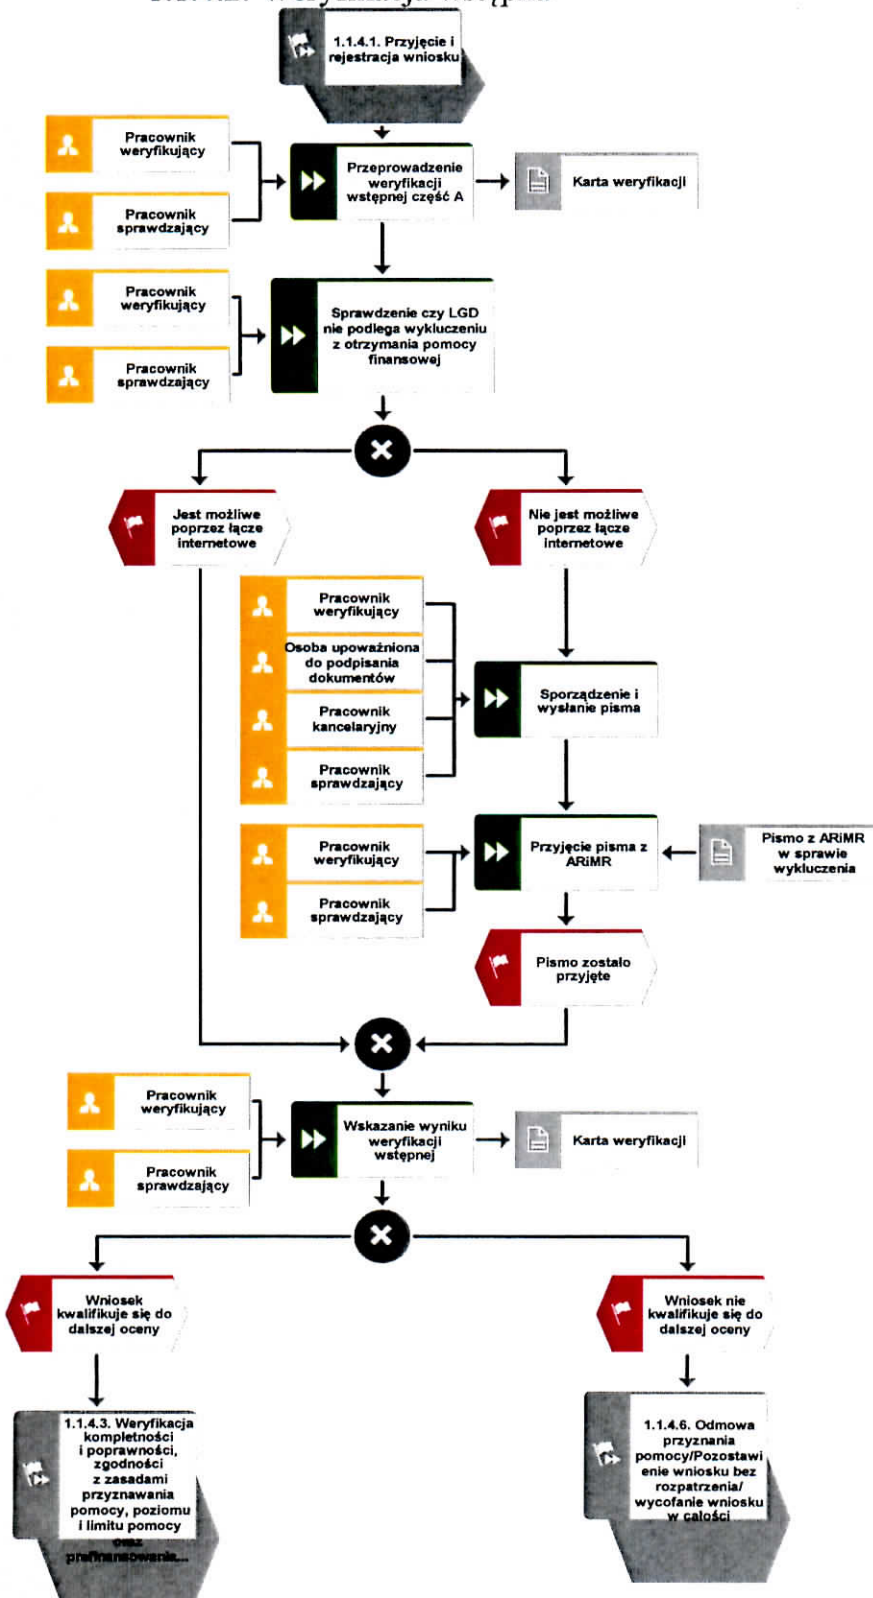 1.1.4.1. Przyjęcie i
rejestracja wniosku
Pracownik
weryfikujący
Pracownik
sprawdzający
Przeprowadzenie
weryfikacji
wstępnej część A
Karta weryfikacji
Pracownik
weryfikujący
Pracownik
sprawdzający
Sprawdzenie czy LGD
nie podlega wykluczeniu
z otrzymania pomocy
finansowej
Jest możliwe
poprzez łącze
internetowe
Nie jest możliwe
poprzez łącze
internetowe
Pracownik
weryfikujący
Osoba upoważniona
do podpisania
dokumentów
Pracownik
kancelaryjny
Pracownik
sprawdzający
Sporządzenie i
wysłanie pisma
Pracownik
weryfikujący
Pracownik
sprawdzający
Przyjęcie pisma z
ARiMR
Pismo z ARiMR
w sprawie
wykluczenia
Pismo zostało
przyjęte
Pracownik
weryfikujący
Pracownik
sprawdzający
Wskazanie wyniku
weryfikacji
wstępnej
Karta weryfikacji
Wniosek
kwalifikuje się do
dalszej oceny
Wniosek nie
kwalifikuje się do
dalszej oceny
1.1.4.3. Weryfikacja
kompletności
i poprawności,
zgodności
z zasadami
przyznawania
pomocy, poziomu
i limitu pomocy
oraz
prefinansowania...
1.1.4.6. Odmowa
przyznania
pomocy/Pozostawi
enie wniosku bez
rozpatrzenia/
wycofanie wniosku
w całości